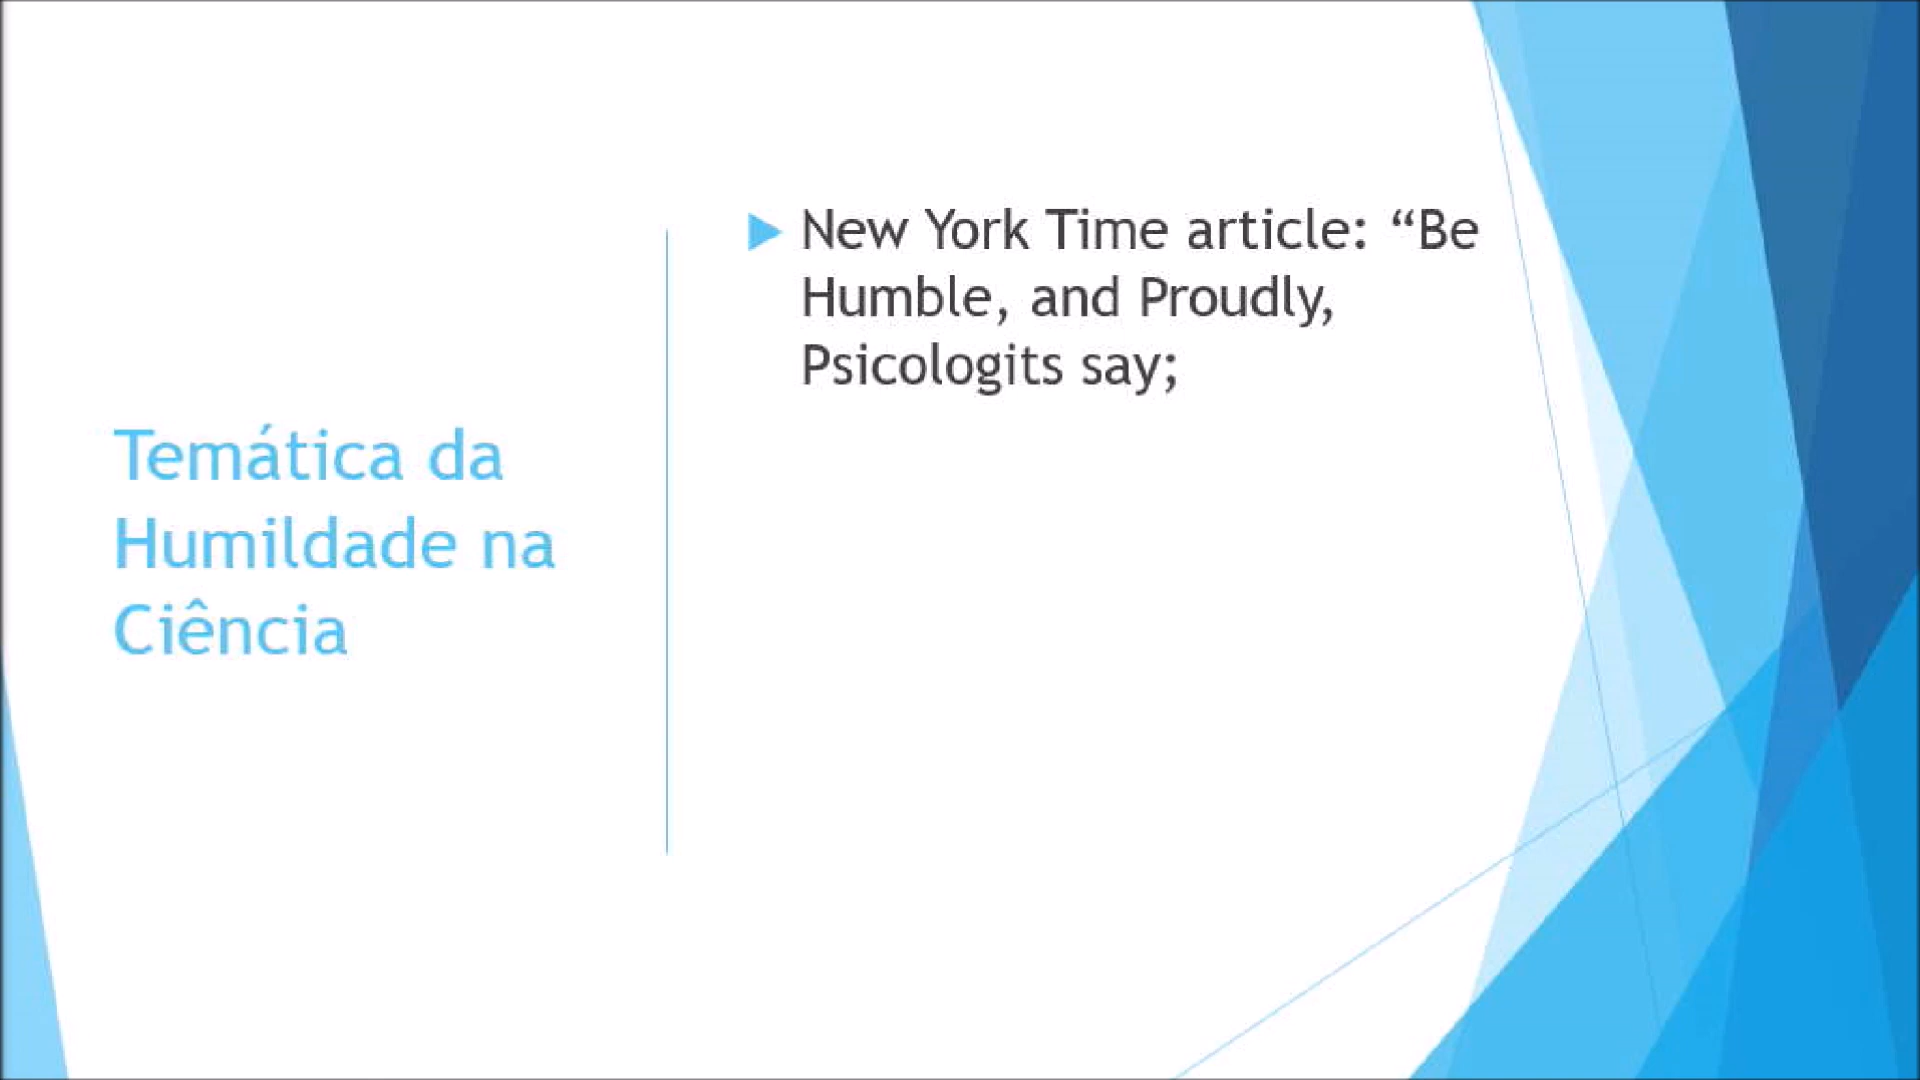 Temática da
Humildade na
Ciência
New York Time article: “Be
Humble, and Proudly,
Psicologits say;